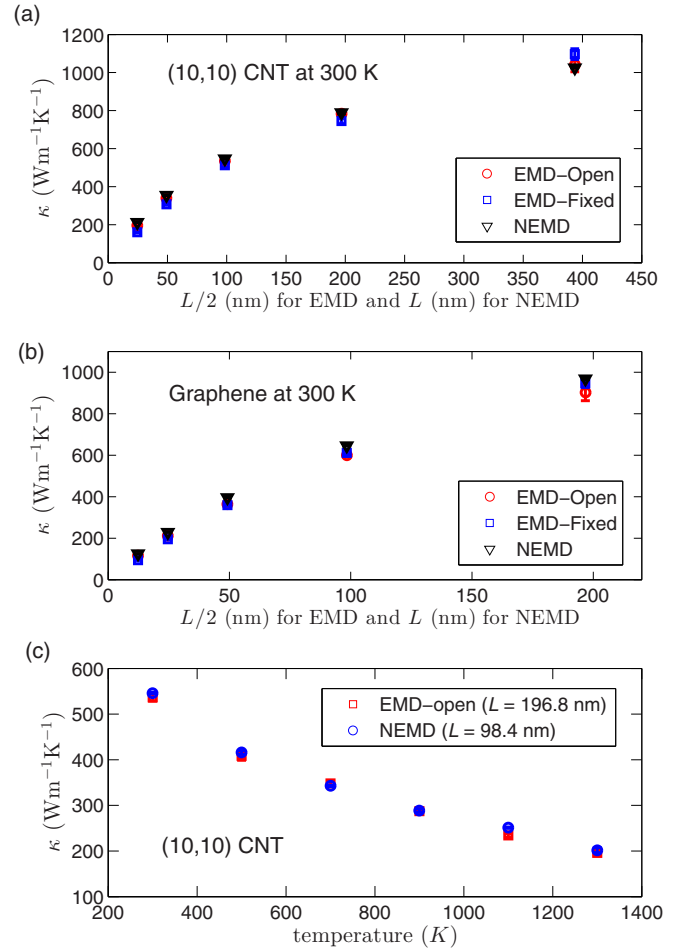 (a)
1200
1000
800
600
400
200
0
κ (Wm−1K−1)
(10,10) CNT at 300 K
EMD−Open
EMD−Fixed
NEMD
0 50 100 150 200 250 300 350 400 450
L/2 (nm) for EMD and L (nm) for NEMD
(b)
1000
800
600
400
200
0
κ (Wm−1K−1)
Graphene at 300 K
EMD−Open
EMD−Fixed
NEMD
0 50 100 150 200
L/2 (nm) for EMD and L (nm) for NEMD
(c)
600
500
400
300
200
100
κ (Wm−1K−1)
EMD−open (L = 196.8 nm)
NEMD (L = 98.4 nm)
(10,10) CNT
200 400 600 800 1000 1200 1400
temperature (K)